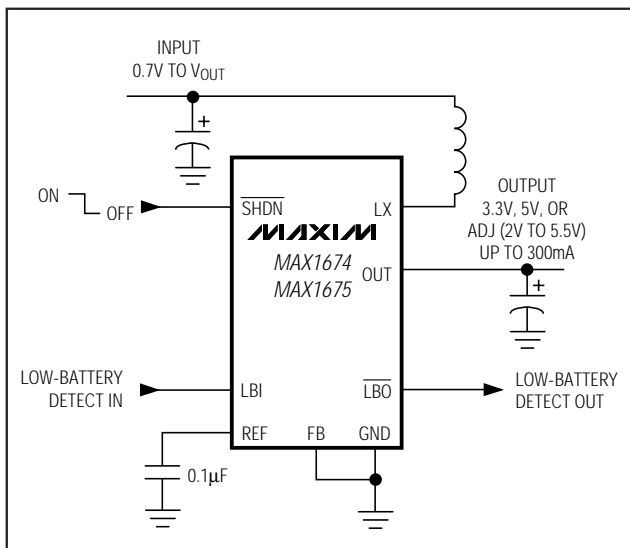 INPUT
0.7V TO VOUT
+
ON
OFF
SHDN
LX
OUTPUT
3.3V, 5V, OR
ADJ (2V TO 5.5V)
UP TO 300mA
MAXIM
MAX1674
MAX1675
OUT
+
LOW-BATTERY
DETECT IN
LBI
LBO
LOW-BATTERY
DETECT OUT
REF
FB
GND
0.1µF